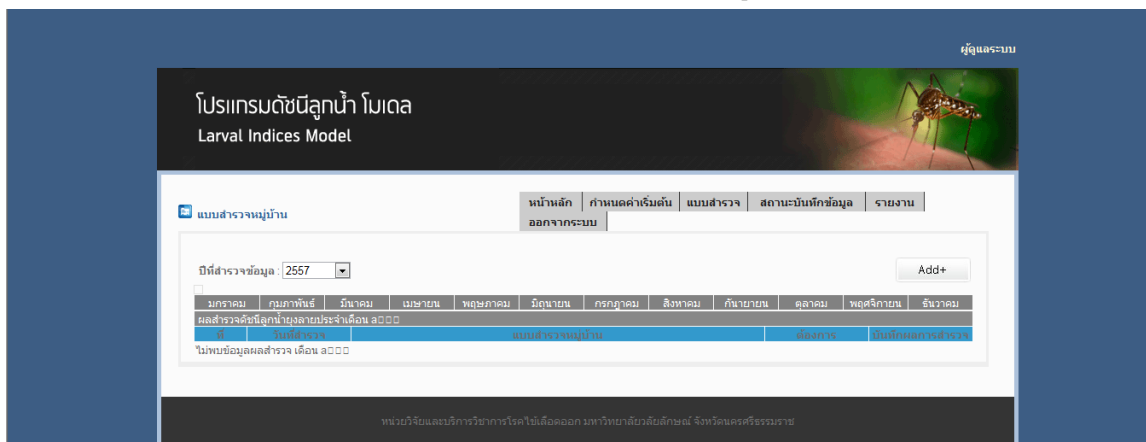 ผู้ดูแลระบบ
โปรแกรมดัชนีลูกน้ำ โมเดล
Larval Indices Model
แบบสำรวจหมู่บ้าน
หน้าหลัก กำหนดค่าเริ่มต้น แบบสำรวจ สถานะบันทึกข้อมูล รายงาน
ออกจากระบบ
ปีที่สำรวจข้อมูล : 2557
Add+
มกราคม กุมภาพันธ์ มีนาคม เมษายน พฤษภาคม มิถุนายน กรกฎาคม สิงหาคม กันยายน ตุลาคม พฤศจิกายน ธันวาคม
ผลสำรวจดัชนีลูกน้ำยุงลายประจำเดือน a□□□
ที่ วันที่สำรวจ แบบสำรวจหมู่บ้าน ต้องการ บันทึกผลการสำรวจ
ไม่พบข้อมูลผลสำรวจ เดือน a□□□
หน่วยวิจัยและบริการวิชาการโรคไข้เลือดออก มหาวิทยาลัยวลัยลักษณ์ จังหวัดนครศรีธรรมราช